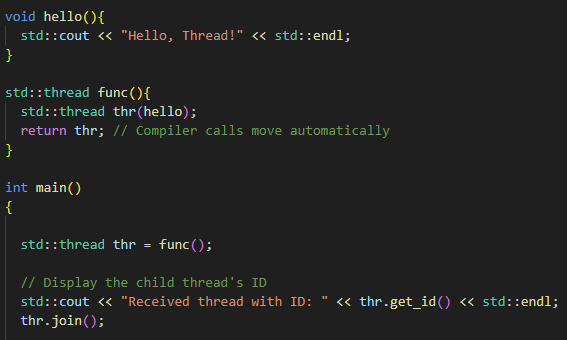 void hello(){
  std::cout << "Hello, Thread!" << std::endl;
}

std::thread func(){
  std::thread thr(hello);
  return thr; // Compiler calls move automatically
}

int main()
{

  std::thread thr = func();

  // Display the child thread's ID
  std::cout << "Received thread with ID: " << thr.get_id() << std::endl;
  thr.join();